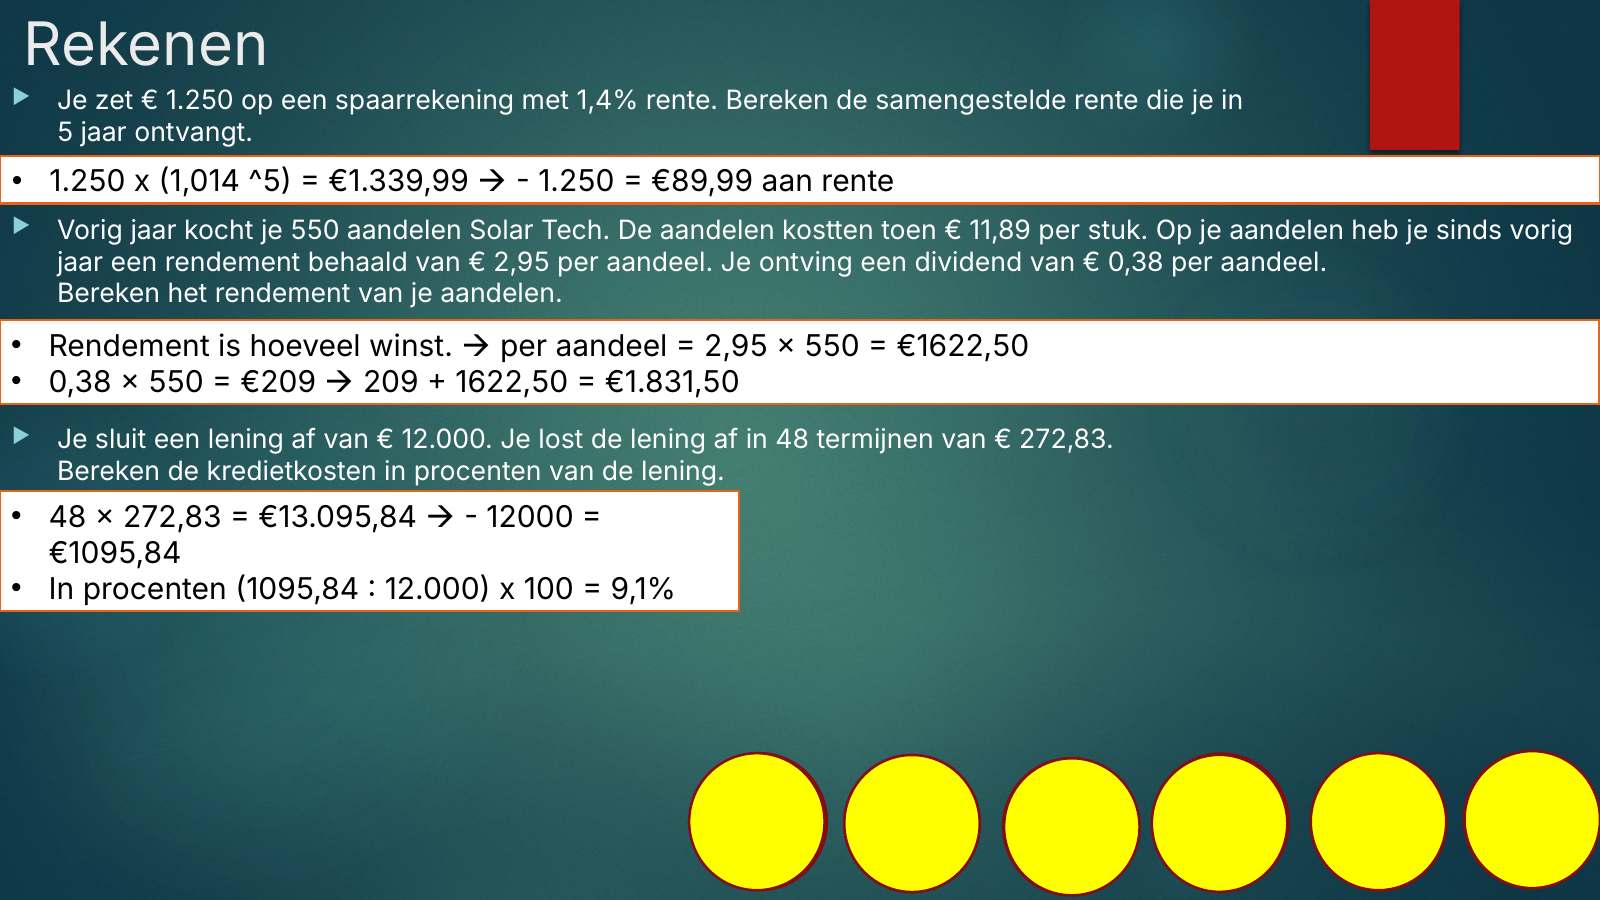 Rekenen
Je zet € 1.250 op een spaarrekening met 1,4% rente. Bereken de samengestelde rente die je in
5 jaar ontvangt.
• 1.250 x (1,014 ^5) = €1.339,99 → - 1.250 = €89,99 aan rente
Vorig jaar kocht je 550 aandelen Solar Tech. De aandelen kostten toen € 11,89 per stuk. Op je aandelen heb je sinds vorig
jaar een rendement behaald van € 2,95 per aandeel. Je ontving een dividend van € 0,38 per aandeel.
Bereken het rendement van je aandelen.
• Rendement is hoeveel winst. → per aandeel = 2,95 × 550 = €1622,50
• 0,38 × 550 = €209 → 209 + 1622,50 = €1.831,50
Je sluit een lening af van € 12.000. Je lost de lening af in 48 termijnen van € 272,83.
Bereken de kredietkosten in procenten van de lening.
• 48 × 272,83 = €13.095,84 → - 12000 =
€1095,84
• In procenten (1095,84 : 12.000) x 100 = 9,1%